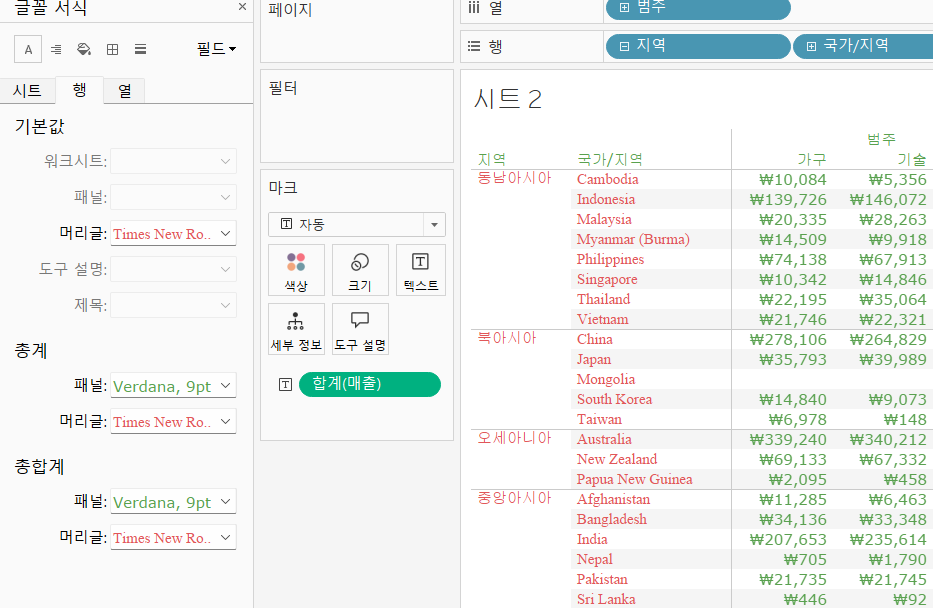 글꼴 서식 ×
A 필드
시트 행 열
기본값
워크시트:
패널:
머리글: Times New Ro..
도구 설명:
제목:
총계
패널: Verdana, 9pt
머리글: Times New Ro..
총합계
패널: Verdana, 9pt
머리글: Times New Ro..
페이지
필터
마크
자동
색상 크기 텍스트
세부 정보 도구 설명
합계(매출)
열 범주
행 지역 국가/지역
시트 2
범주
지역 국가/지역 가구 기술
동남아시아 Cambodia ₩10,084 ₩5,356
Indonesia ₩139,726 ₩146,072
Malaysia ₩20,335 ₩28,263
Myanmar (Burma) ₩14,509 ₩9,918
Philippines ₩74,138 ₩67,913
Singapore ₩10,342 ₩14,846
Thailand ₩22,195 ₩35,064
Vietnam ₩21,746 ₩22,321
북아시아 China ₩278,106 ₩264,829
Japan ₩35,793 ₩39,989
Mongolia
South Korea ₩14,840 ₩9,073
Taiwan ₩6,978 ₩148
오세아니아 Australia ₩339,240 ₩340,212
New Zealand ₩69,133 ₩67,332
Papua New Guinea ₩2,095 ₩458
중앙아시아 Afghanistan ₩11,285 ₩6,463
Bangladesh ₩34,136 ₩33,348
India ₩207,653 ₩235,614
Nepal ₩705 ₩1,790
Pakistan ₩21,735 ₩21,745
Sri Lanka ₩446 ₩92